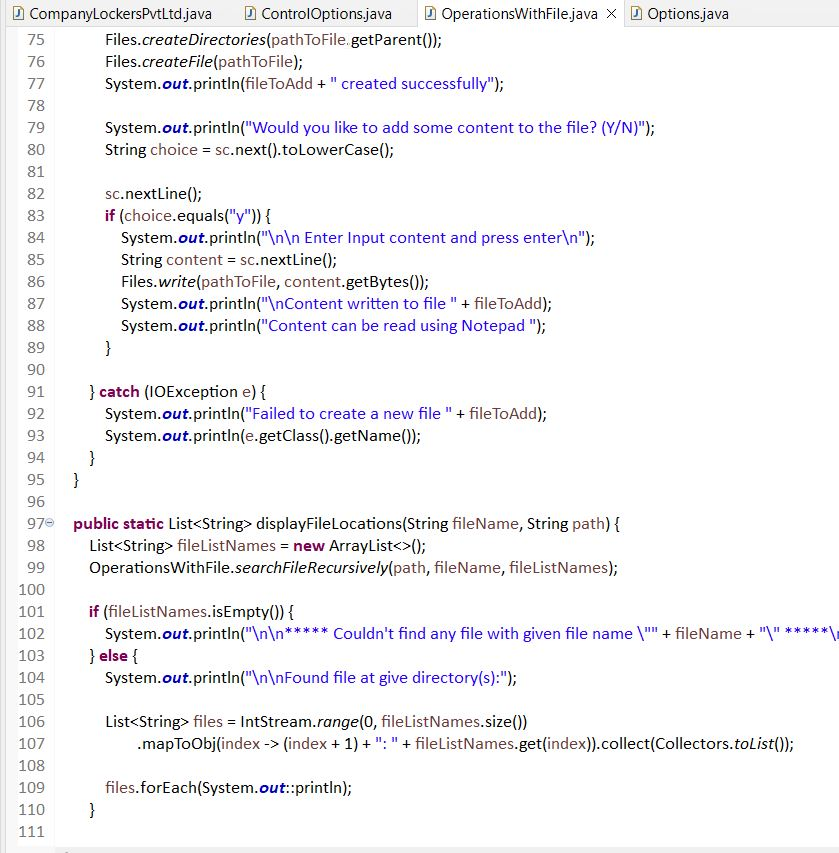 CompanyLockersPvtLtd.java ControlOptions.java OperationsWithFile.java Options.java
75 Files.createDirectories(pathToFile.getParent());
76 Files.createFile(pathToFile);
77 System.out.println(fileToAdd + " created successfully");
78
79 System.out.println("Would you like to add some content to the file? (Y/N)");
80 String choice = sc.next().toLowerCase();
81
82 sc.nextLine();
83 if (choice.equals("y")) {
84 System.out.println("\n\n Enter Input content and press enter\n");
85 String content = sc.nextLine();
86 Files.write(pathToFile, content.getBytes());
87 System.out.println("\nContent written to file " + fileToAdd);
88 System.out.println("Content can be read using Notepad ");
89 }
90
91 } catch (IOException e) {
92 System.out.println("Failed to create a new file " + fileToAdd);
93 System.out.println(e.getClass().getName());
94 }
95 }
96
97 public static List<String> displayFileLocations(String fileName, String path) {
98 List<String> fileListNames = new ArrayList<>();
99 OperationsWithFile.searchFileRecursively(path, fileName, fileListNames);
100
101 if (fileListNames.isEmpty()) {
102 System.out.println("\n\n***** Couldn't find any file with given file name \"" + fileName + "\" *****\
103 } else {
104 System.out.println("\n\nFound file at give directory(s):");
105
106 List<String> files = IntStream.range(0, fileListNames.size())
107 .mapToObj(index -> (index + 1) + ": " + fileListNames.get(index)).collect(Collectors.toList());
108
109 files.forEach(System.out::println);
110 }
111